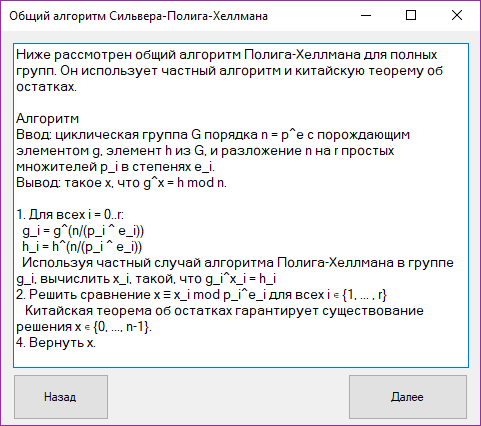 Общий алгоритм Сильвера-Полига-Хеллмана
Ниже рассмотрен общий алгоритм Полига-Хеллмана для полных
групп. Он использует частный алгоритм и китайскую теорему об
остатках.
Алгоритм
Ввод: циклическая группа G порядка n = p^e с порождающим
элементом g, элемент h из G, и разложение n на r простых
множителей p_i в степенях e_i.
Вывод: такое x, что g^x = h mod n.
1. Для всех i = 0..r:
g_i = g^(n/(p_i ^ e_i))
h_i = h^(n/(p_i ^ e_i))
Используя частный случай алгоритма Полига-Хеллмана в группе
g_i, вычислить x_i, такой, что g_i^x_i = h_i
2. Решить сравнение x ≡ x_i mod p_i^e_i для всех i ∈ {1, ... , r}
Китайская теорема об остатках гарантирует существование
решения x ∈ {0, ..., n-1}.
4. Вернуть x.
Назад
Далее